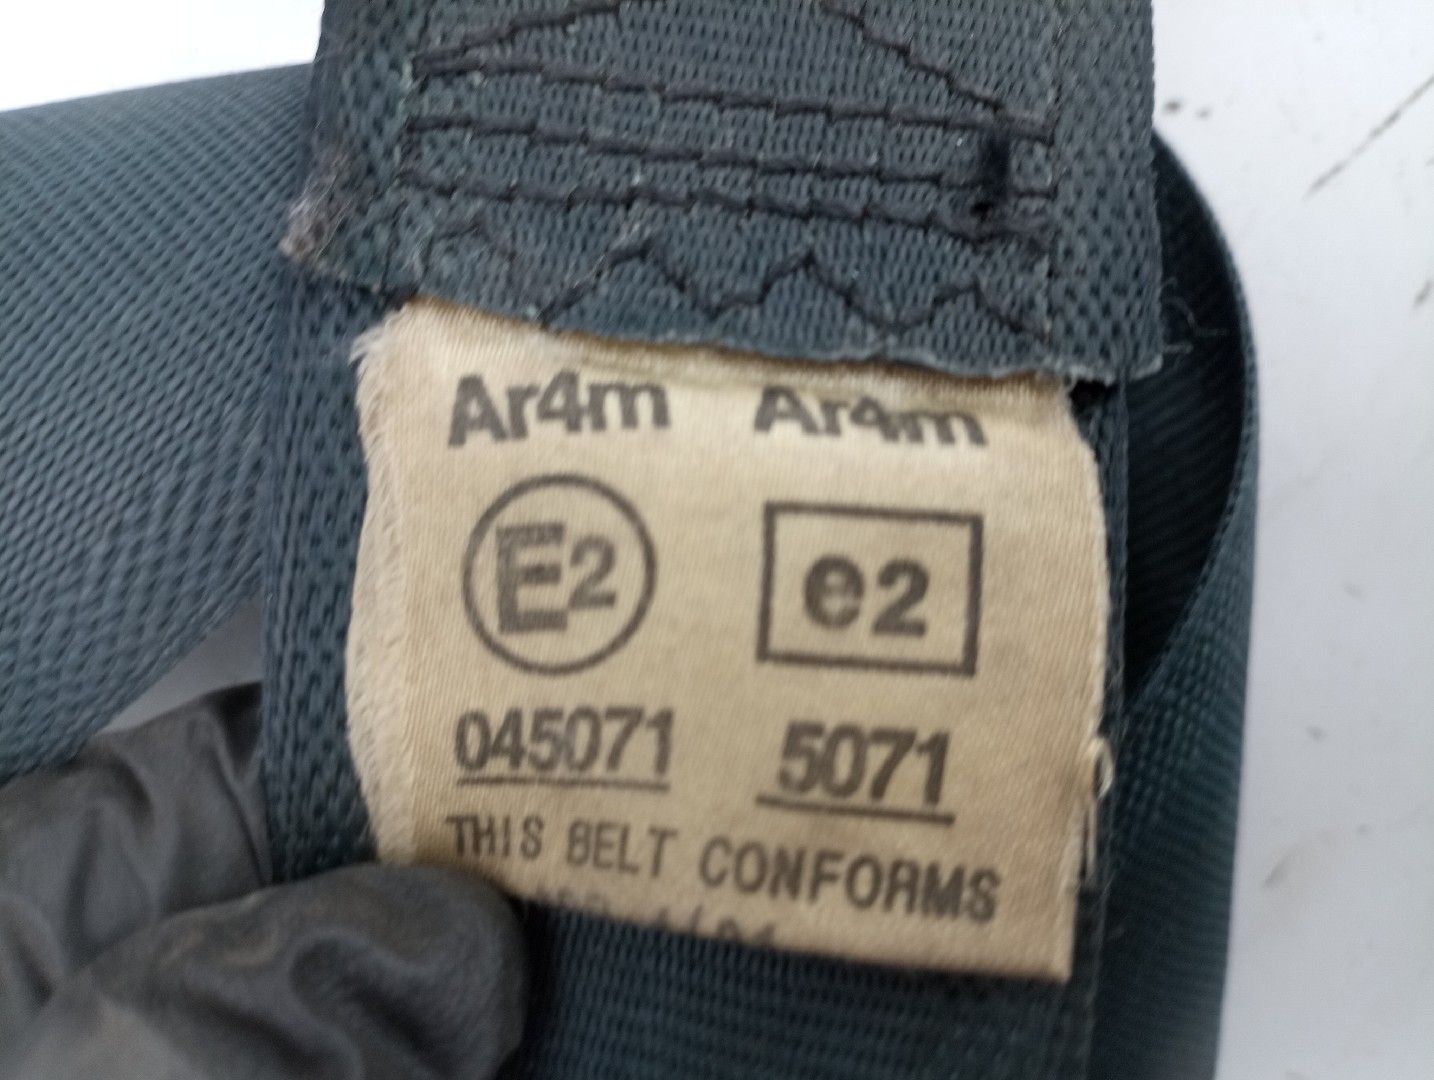 Ar4m Ar4m
E2 e2
045071 5071
THIS BELT CONFORMS